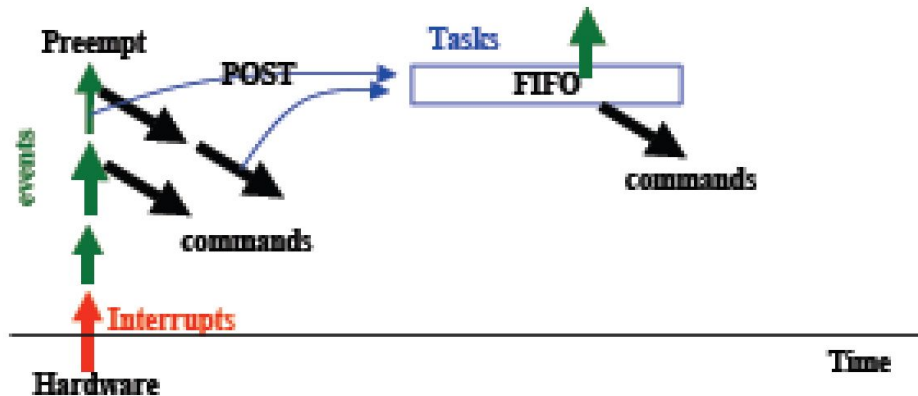 Preempt
Tasks
POST
FIFO
events
commands
commands
Interrupts
Time
Hardware